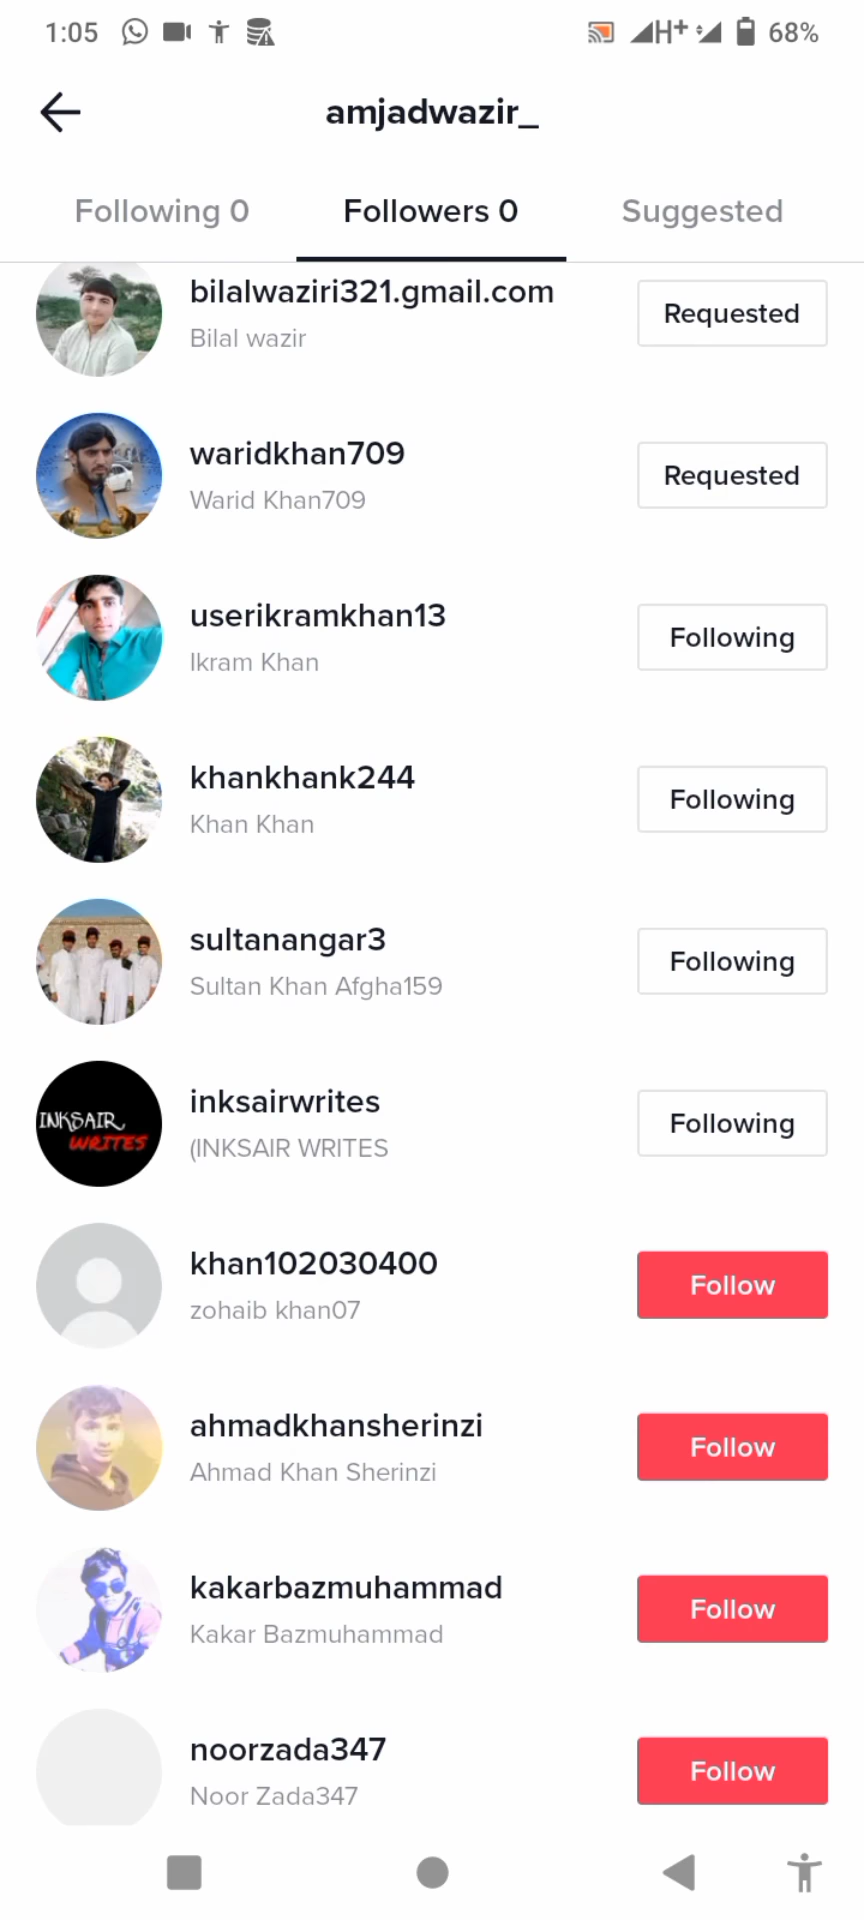 1:05 68%
amjadwazir_
Following 0 Followers 0 Suggested
bilalwaziri321.gmail.com
Bilal wazir
Requested
waridkhan709
Warid Khan709
Requested
userikramkhan13
Ikram Khan
Following
khankhank244
Khan Khan
Following
sultanangar3
Sultan Khan Afgha159
Following
INKSAIR
WRITES
inksairwrites
(INKSAIR WRITES
Following
khan102030400
zohaib khan07
Follow
ahmadkhansherinzi
Ahmad Khan Sherinzi
Follow
kakarbazmuhammad
Kakar Bazmuhammad
Follow
noorzada347
Noor Zada347
Follow